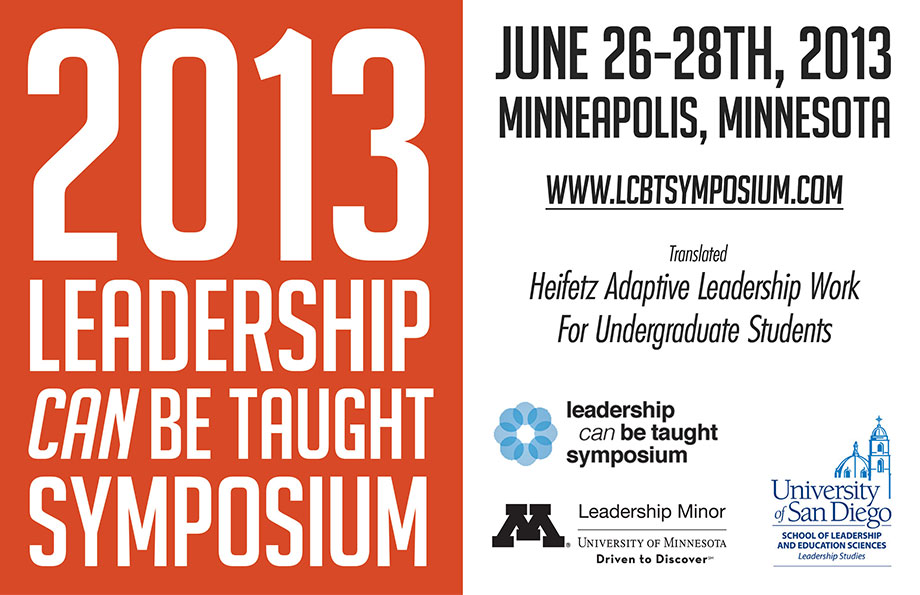 2013
LEADERSHIP
CAN BE TAUGHT
SYMPOSIUM
JUNE 26-28TH, 2013
MINNEAPOLIS, MINNESOTA
WWW.LCBTSYMPOSIUM.COM
Translated
Heifetz Adaptive Leadership Work
For Undergraduate Students
leadership
can be taught
symposium
M®
Leadership Minor
UNIVERSITY OF MINNESOTA
Driven to Discover℠
University
of San Diego
SCHOOL OF LEADERSHIP
AND EDUCATION SCIENCES
Leadership Studies